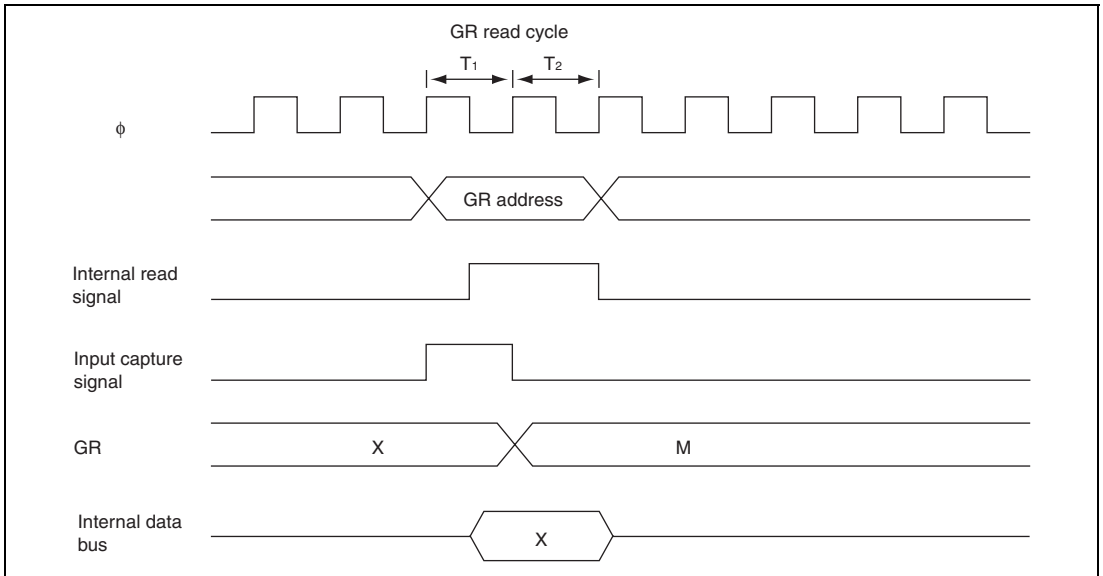 GR read cycle
T1 T2
ϕ
GR address
Internal read
signal
Input capture
signal
GR X M
Internal data
bus
X